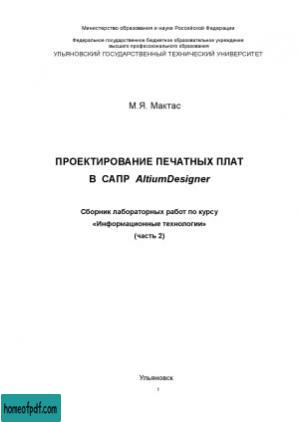 Министерство образования и науки Российской Федерации
Федеральное государственное бюджетное образовательное учреждение
высшего профессионального образования
УЛЬЯНОВСКИЙ ГОСУДАРСТВЕННЫЙ ТЕХНИЧЕСКИЙ УНИВЕРСИТЕТ
М.Я. Мактас
ПРОЕКТИРОВАНИЕ ПЕЧАТНЫХ ПЛАТ
В САПР AltiumDesigner
Сборник лабораторных работ по курсу
«Информационные технологии»
(часть 2)
Ульяновск
1
homeofpdf.com